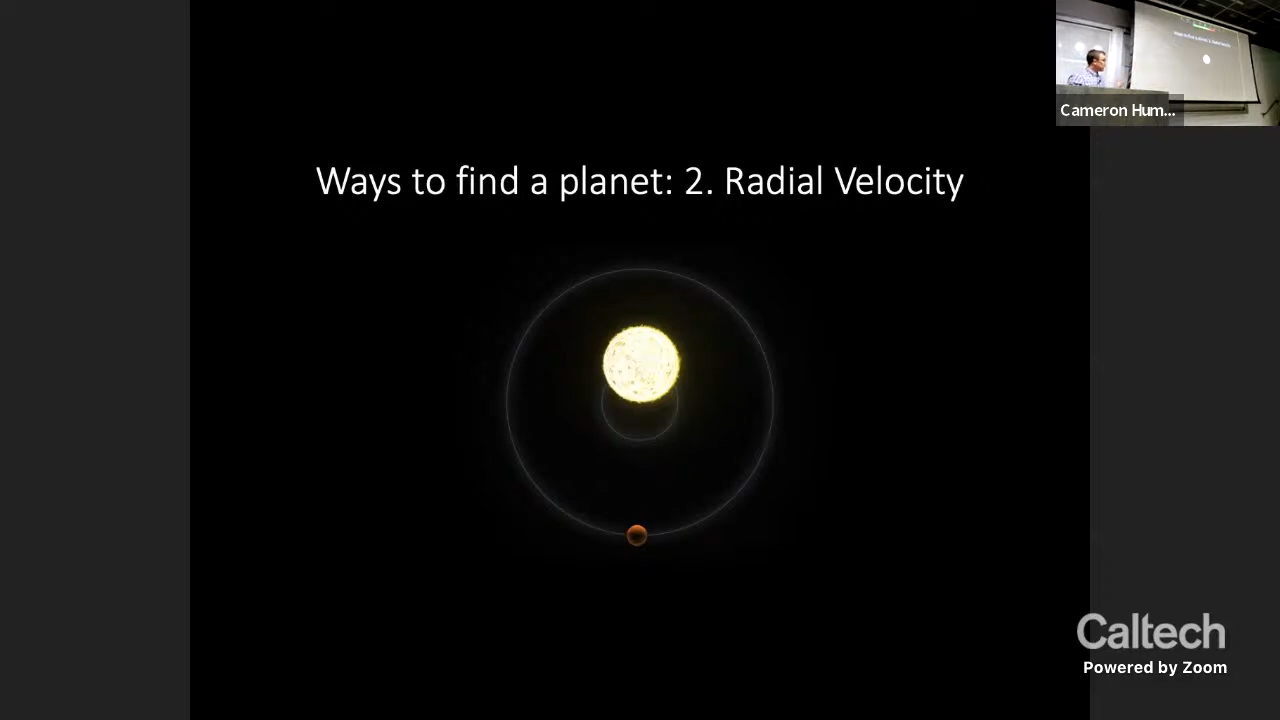 Cameron Hum...
Ways to find a planet: 2. Radial Velocity
Caltech
Powered by Zoom